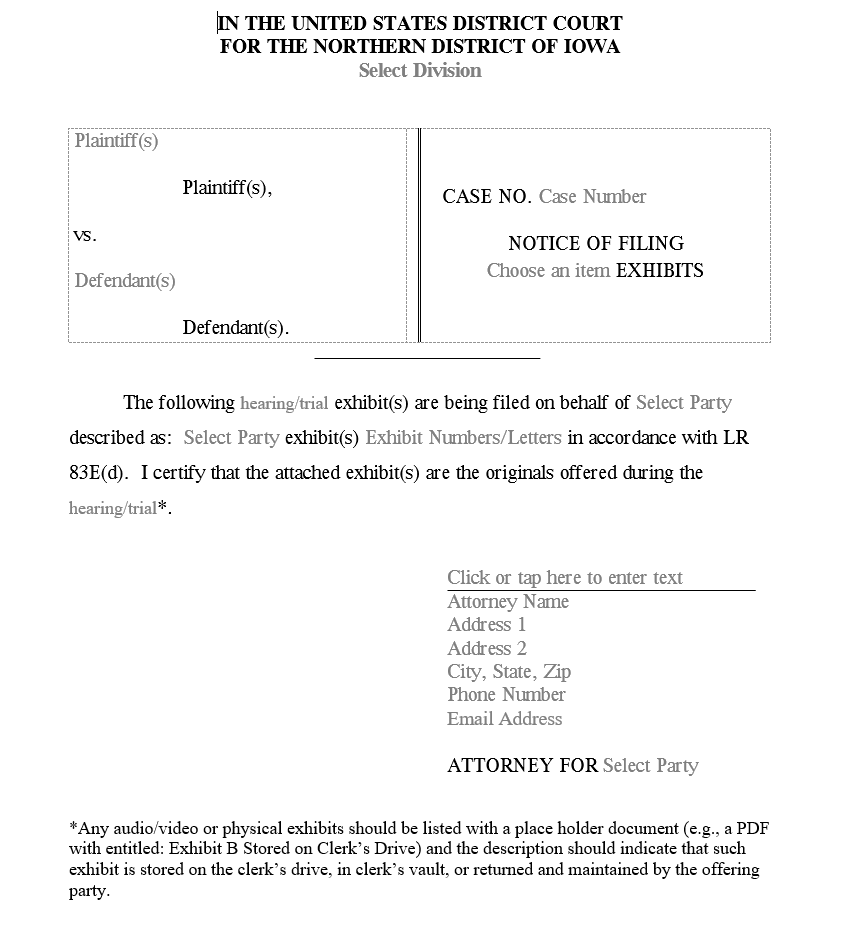 IN THE UNITED STATES DISTRICT COURT
FOR THE NORTHERN DISTRICT OF IOWA
Select Division
Plaintiff(s)
Plaintiff(s),
vs.
Defendant(s)
Defendant(s).
CASE NO. Case Number
NOTICE OF FILING
Choose an item EXHIBITS
The following hearing/trial exhibit(s) are being filed on behalf of Select Party
described as:  Select Party exhibit(s) Exhibit Numbers/Letters in accordance with LR
83E(d).  I certify that the attached exhibit(s) are the originals offered during the
hearing/trial*.
Click or tap here to enter text
Attorney Name
Address 1
Address 2
City, State, Zip
Phone Number
Email Address
ATTORNEY FOR Select Party
*Any audio/video or physical exhibits should be listed with a place holder document (e.g., a PDF
with entitled: Exhibit B Stored on Clerk’s Drive) and the description should indicate that such
exhibit is stored on the clerk’s drive, in clerk’s vault, or returned and maintained by the offering
party.